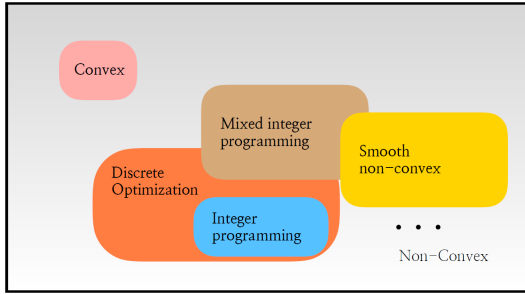 Convex
Mixed integer
programming
Smooth
non-convex
Discrete
Optimization
Integer
programming
• • •
Non-Convex